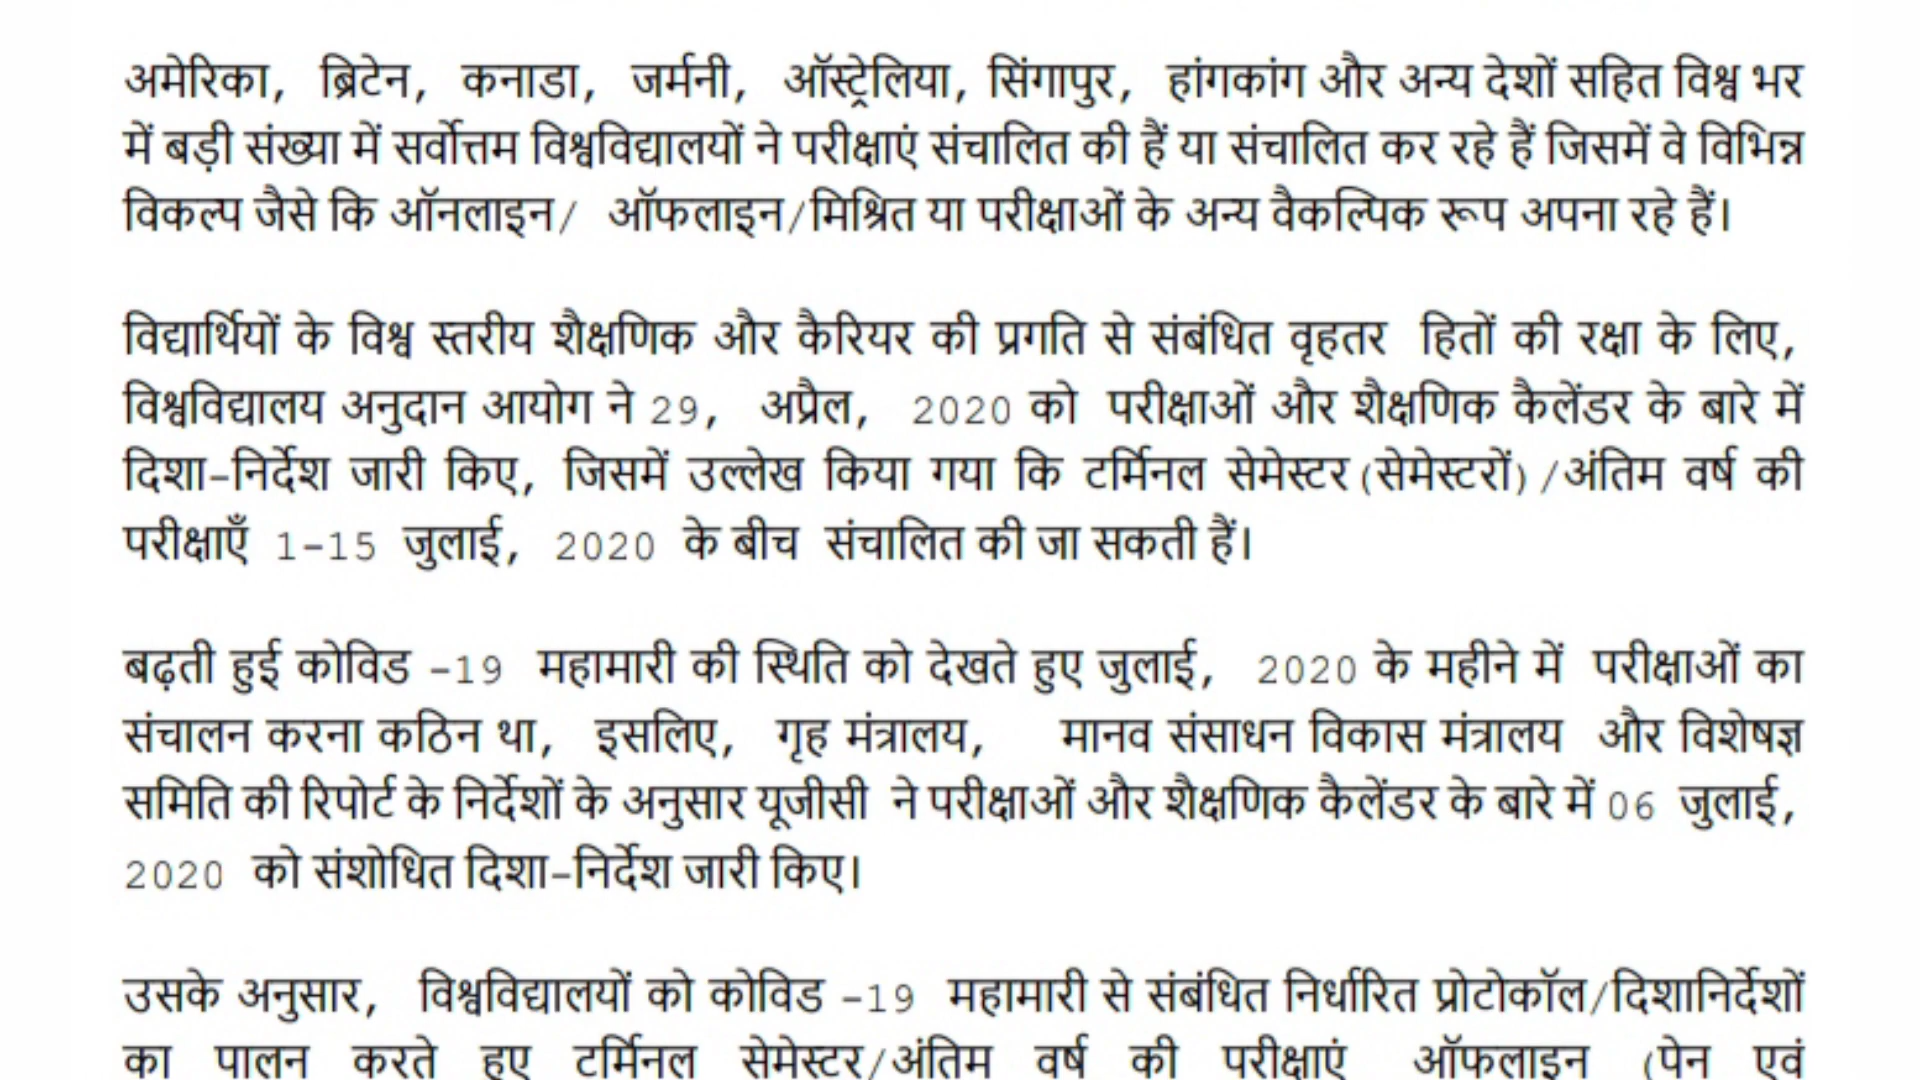 अमेरिका, ब्रिटेन, कनाडा, जर्मनी, ऑस्ट्रेलिया, सिंगापुर, हांगकांग और अन्य देशों सहित विश्व भर
में बड़ी संख्या में सर्वोत्तम विश्वविद्यालयों ने परीक्षाएं संचालित की हैं या संचालित कर रहे हैं जिसमें वे विभिन्न
विकल्प जैसे कि ऑनलाइन/ ऑफलाइन/मिश्रित या परीक्षाओं के अन्य वैकल्पिक रूप अपना रहे हैं।
विद्यार्थियों के विश्व स्तरीय शैक्षणिक और कैरियर की प्रगति से संबंधित वृहतर हितों की रक्षा के लिए,
विश्वविद्यालय अनुदान आयोग ने 29, अप्रैल, 2020 को परीक्षाओं और शैक्षणिक कैलेंडर के बारे में
दिशा-निर्देश जारी किए, जिसमें उल्लेख किया गया कि टर्मिनल सेमेस्टर(सेमेस्टरों)/अंतिम वर्ष की
परीक्षाएँ 1-15 जुलाई, 2020 के बीच संचालित की जा सकती हैं।
बढ़ती हुई कोविड -19 महामारी की स्थिति को देखते हुए जुलाई, 2020 के महीने में परीक्षाओं का
संचालन करना कठिन था, इसलिए, गृह मंत्रालय, मानव संसाधन विकास मंत्रालय और विशेषज्ञ
समिति की रिपोर्ट के निर्देशों के अनुसार यूजीसी ने परीक्षाओं और शैक्षणिक कैलेंडर के बारे में 06 जुलाई,
2020 को संशोधित दिशा-निर्देश जारी किए।
उसके अनुसार, विश्वविद्यालयों को कोविड -19 महामारी से संबंधित निर्धारित प्रोटोकॉल/दिशानिर्देशों
का पालन करते हुए टर्मिनल सेमेस्टर/अंतिम वर्ष की परीक्षाएं ऑफलाइन (पेन एवं